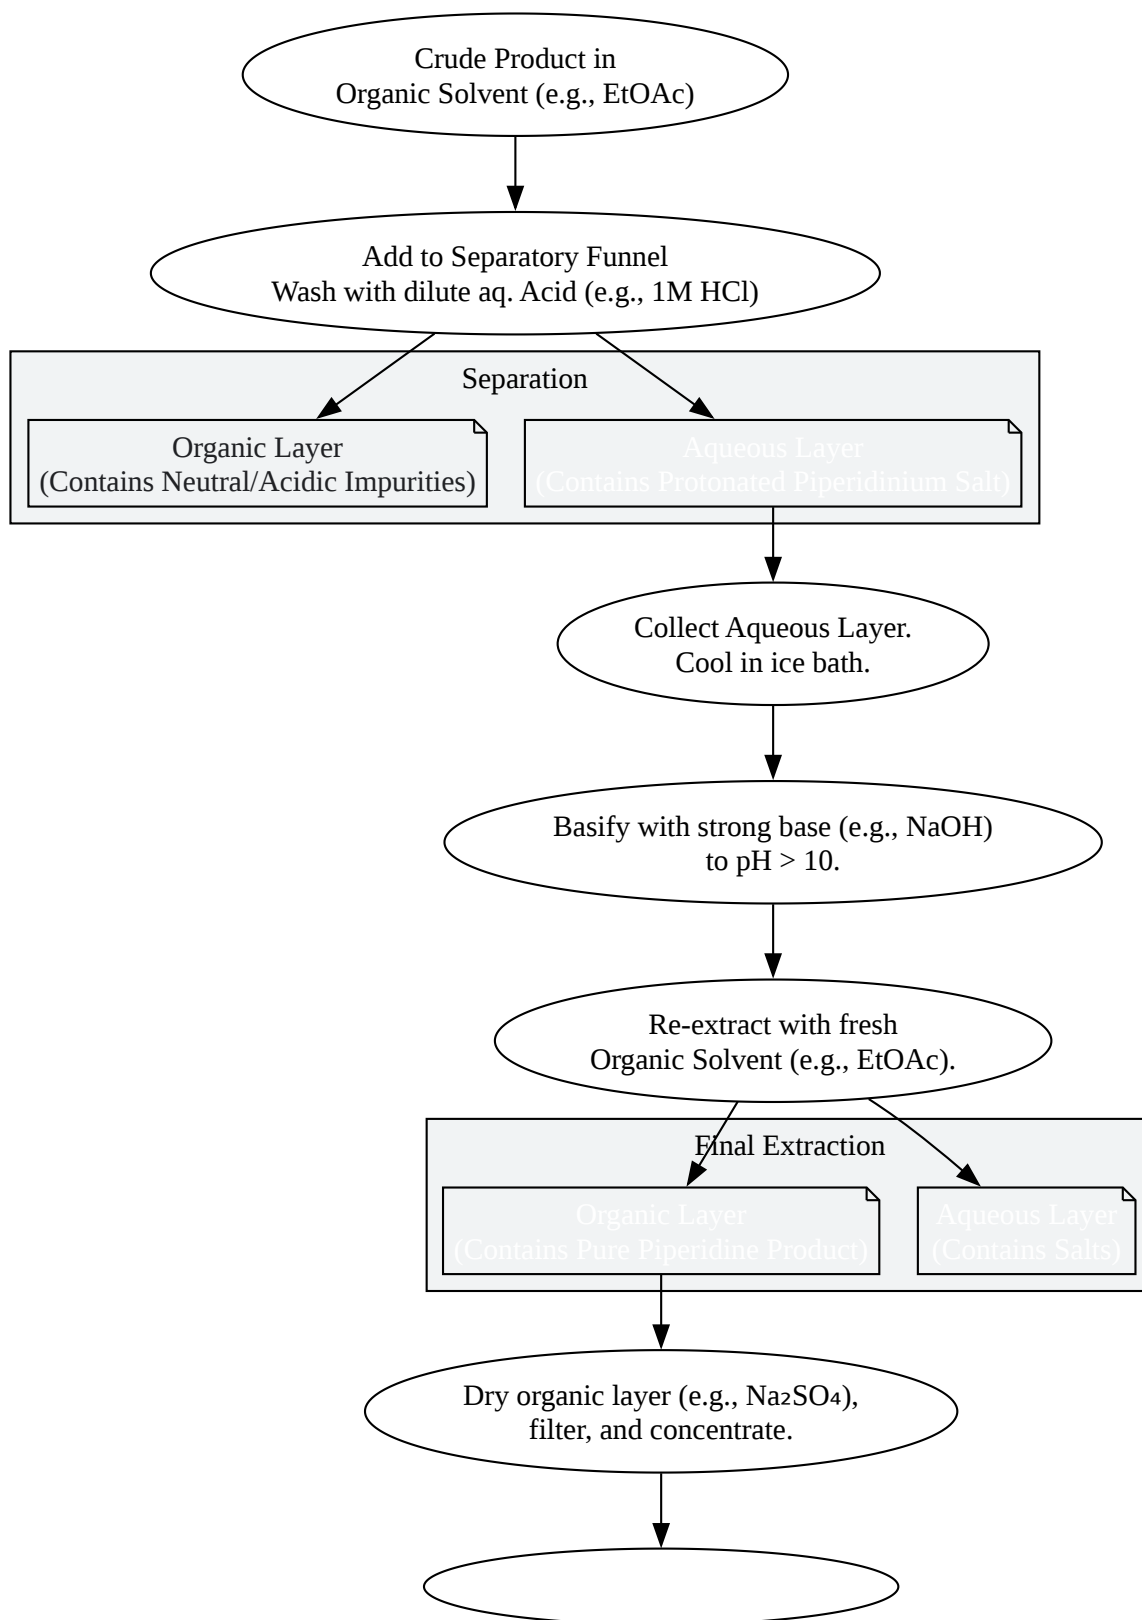 Crude Product in
Organic Solvent (e.g., EtOAc)
Add to Separatory Funnel
Wash with dilute aq. Acid (e.g., 1M HCl)
Separation
Organic Layer
(Contains Neutral/Acidic Impurities)
Aqueous Layer
(Contains Protonated Piperidinium Salt)
Collect Aqueous Layer.
Cool in ice bath.
Basify with strong base (e.g., NaOH)
to pH > 10.
Re-extract with fresh
Organic Solvent (e.g., EtOAc).
Final Extraction
Organic Layer
(Contains Pure Piperidine Product)
Aqueous Layer
(Contains Salts)
Dry organic layer (e.g., Na₂SO₄),
filter, and concentrate.